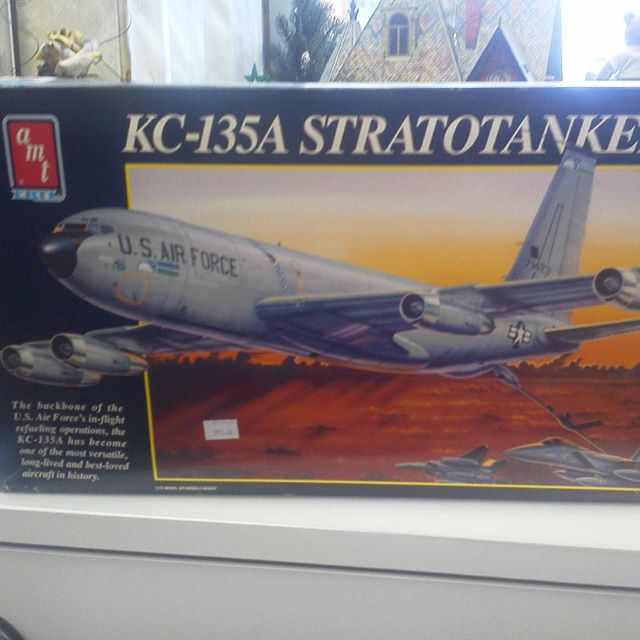 amt
ERTL
KC-135A STRATOTANKE
U.S. AIR FORCE
The backbone of the
U.S. Air Force's in-flight
refueling operations, the
KC-135A has become
one of the most versatile,
long-lived and best-loved
aircraft in history.